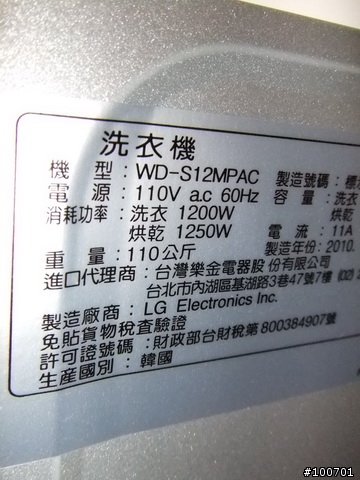 洗衣機
機型：WD-S12MPAC 製造號碼：標
電源：110V a.c 60Hz 容量：洗衣
消耗功率：洗衣 1200W 烘乾
烘乾 1250W 電流：11A
重量：110公斤 製造年份：2010.
進口代理商：台灣樂金電器股份有限公司
台北市內湖區基湖路3巷47號7樓 (02)
製造廠商：LG Electronics Inc.
免貼貨物稅查驗證
許可證號碼：財政部台財稅第800384907號
生產國別：韓國
#100701